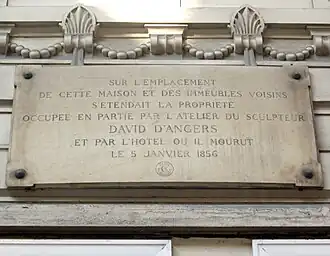 SUR L'EMPLACEMENT
DE CETTE MAISON ET DES IMMEUBLES VOISINS
S'ETENDAIT LA PROPRIETE
OCCUPEE EN PARTIE PAR L'ATELIER DU SCULPTEUR
DAVID D'ANGERS
ET PAR L'HOTEL OU IL MOURUT
LE 5 JANVIER 1856